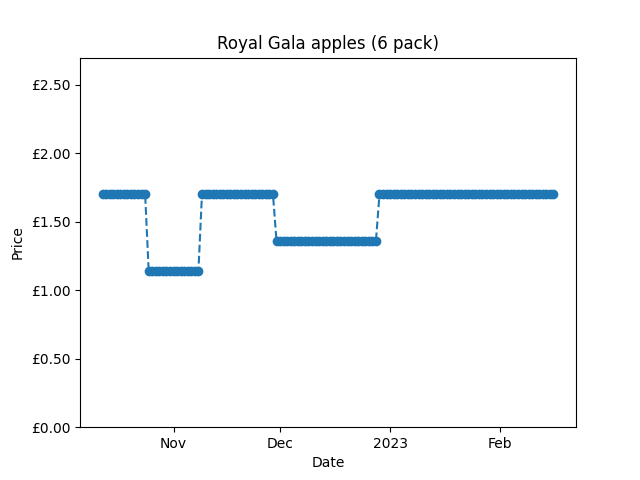 Royal Gala apples (6 pack)
£2.50
£2.00
£1.50
£1.00
£0.50
£0.00
Price
Nov Dec 2023 Feb
Date